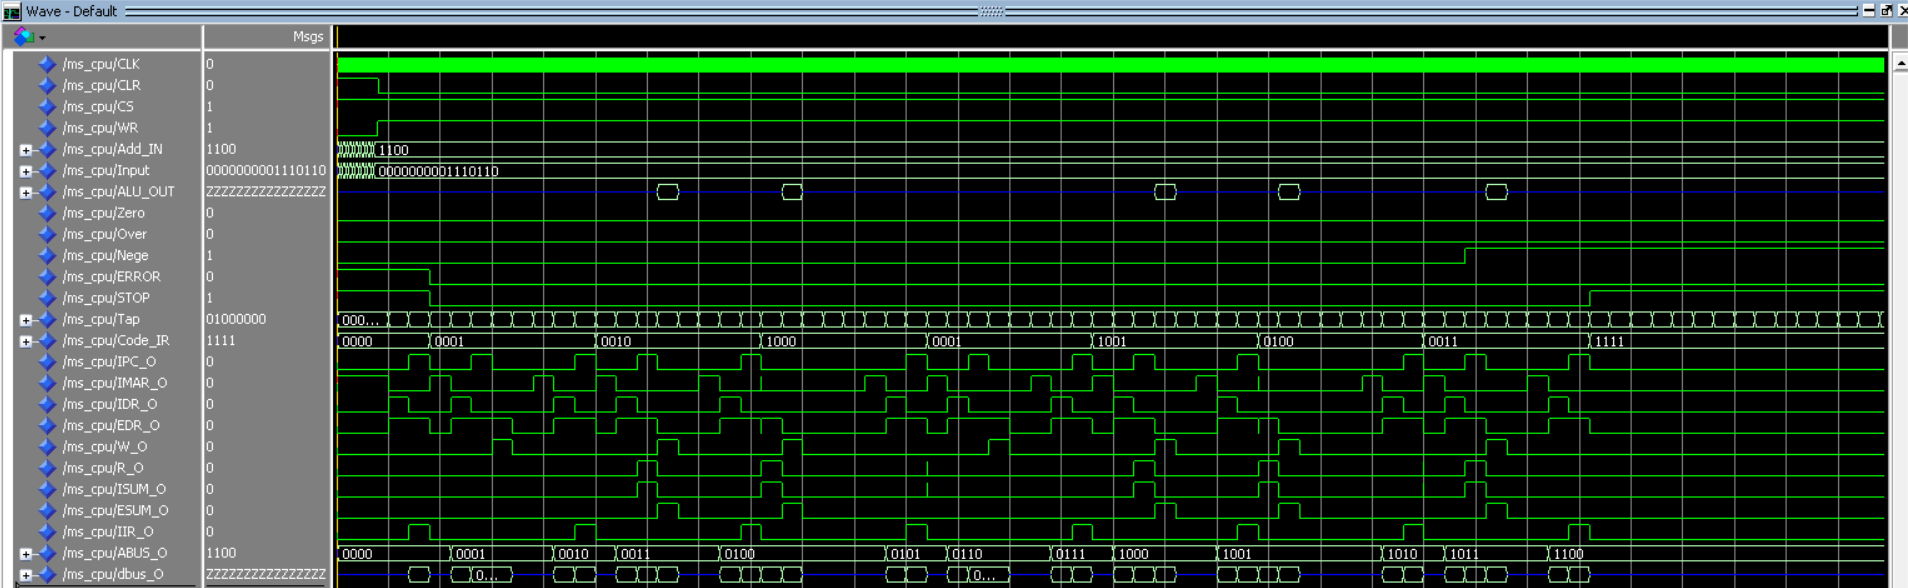 Wave - Default
Msgs
/ms_cpu/CLK 0
/ms_cpu/CLR 0
/ms_cpu/CS 1
/ms_cpu/WR 1
/ms_cpu/Add_IN 1100 1100
/ms_cpu/Input 0000000001110110 0000000001110110
/ms_cpu/ALU_OUT ZZZZZZZZZZZZZZZZ
/ms_cpu/Zero 0
/ms_cpu/Over 0
/ms_cpu/Nege 1
/ms_cpu/ERROR 0
/ms_cpu/STOP 1
/ms_cpu/Tap 01000000 000...
/ms_cpu/Code_IR 1111 0000 0001 0010 1000 0001 1001 0100 0011 1111
/ms_cpu/IPC_O 0
/ms_cpu/IMAR_O 0
/ms_cpu/IDR_O 0
/ms_cpu/EDR_O 0
/ms_cpu/W_O 0
/ms_cpu/R_O 0
/ms_cpu/ISUM_O 0
/ms_cpu/ESUM_O 0
/ms_cpu/IIR_O 0
/ms_cpu/ABUS_O 1100 0000 0001 0010 0011 0100 0101 0110 0111 1000 1001 1010 1011 1100
/ms_cpu/dbus_O ZZZZZZZZZZZZZZZZ 0... 0...